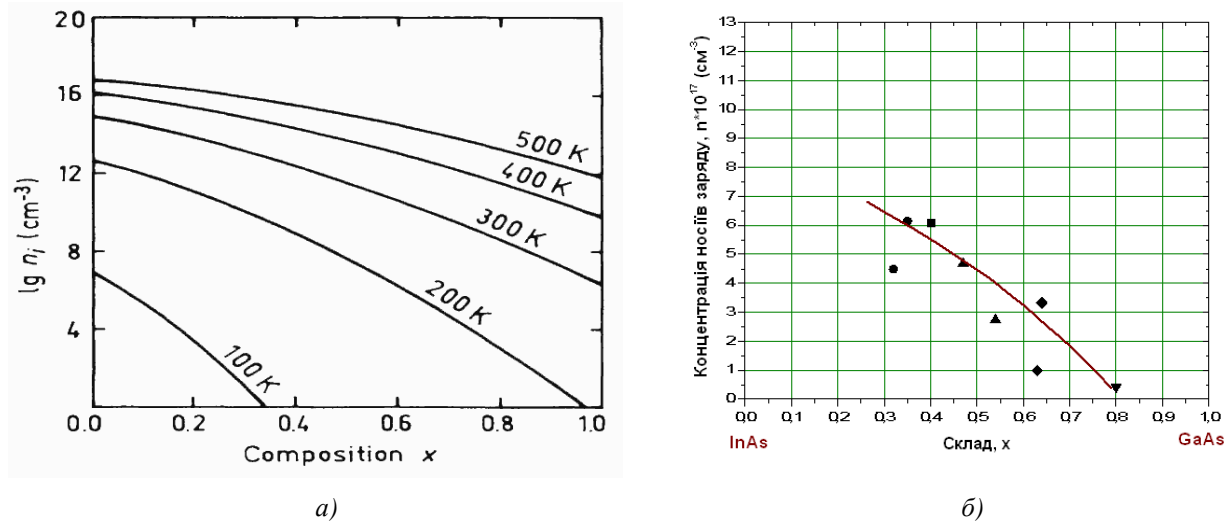 20
16
12
8
4
lg nᵢ (cm⁻³)
500 K
400 K
300 K
200 K
100 K
0.0 0.2 0.4 0.6 0.8 1.0
Composition x
а)
13
12
11
10
9
8
7
6
5
4
3
2
1
0
Концентрація носіїв заряду, n*10¹⁷ (см⁻³)
0,0 0,1 0,2 0,3 0,4 0,5 0,6 0,7 0,8 0,9 1,0
InAs Склад, x GaAs
б)